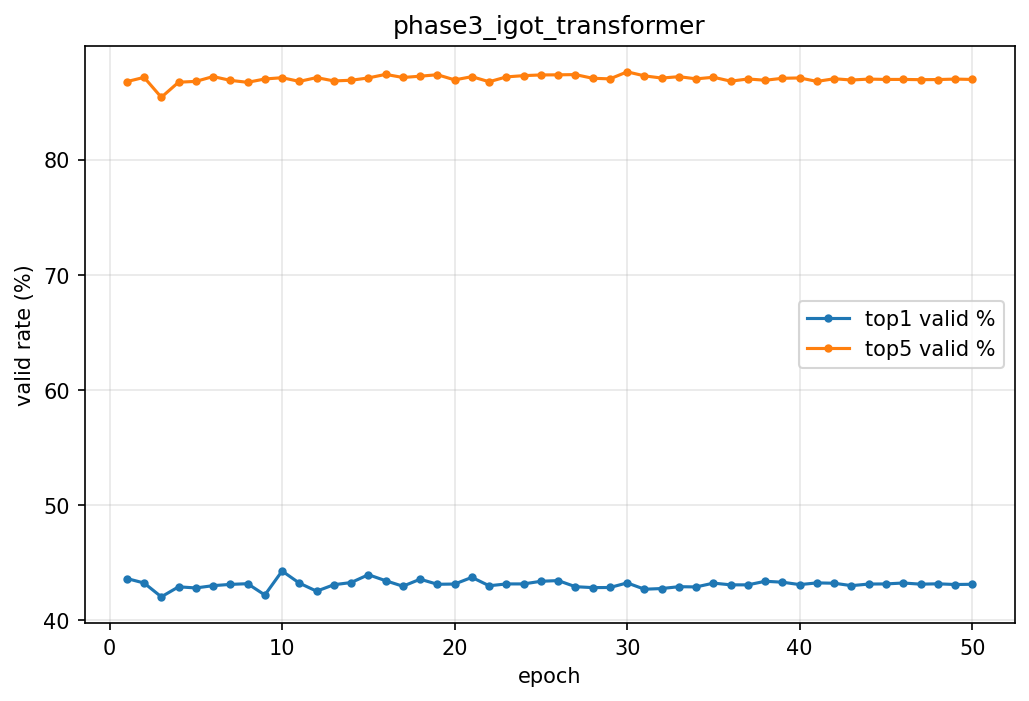 phase3_igot_transformer
valid rate (%)
80
70
60
50
40
top1 valid %
top5 valid %
0 10 20 30 40 50
epoch